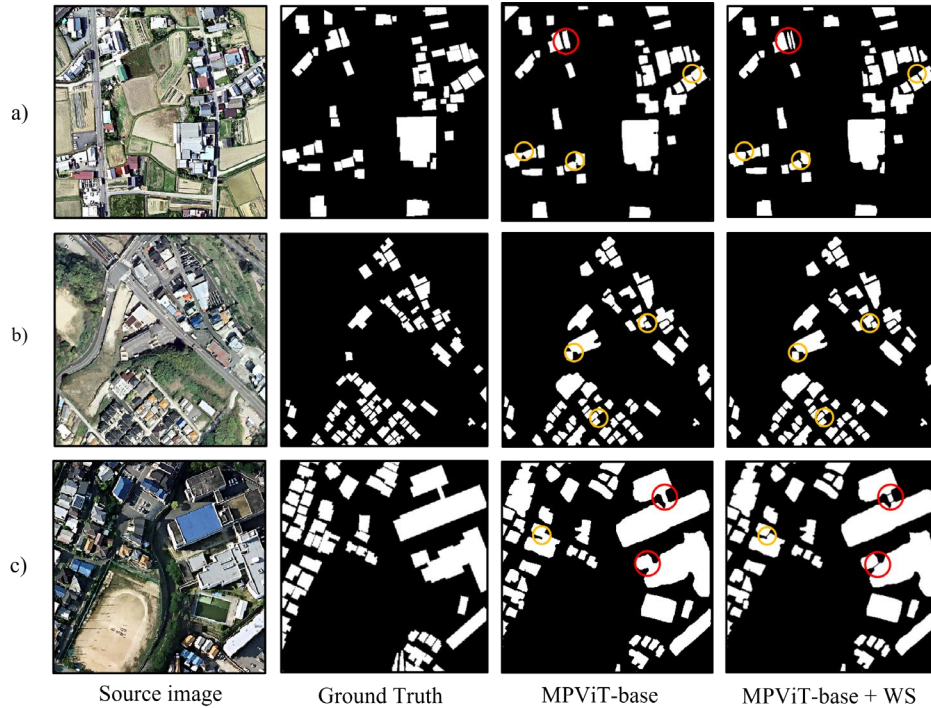 a)
b)
c)
Source image
Ground Truth
MPViT-base
MPViT-base + WS